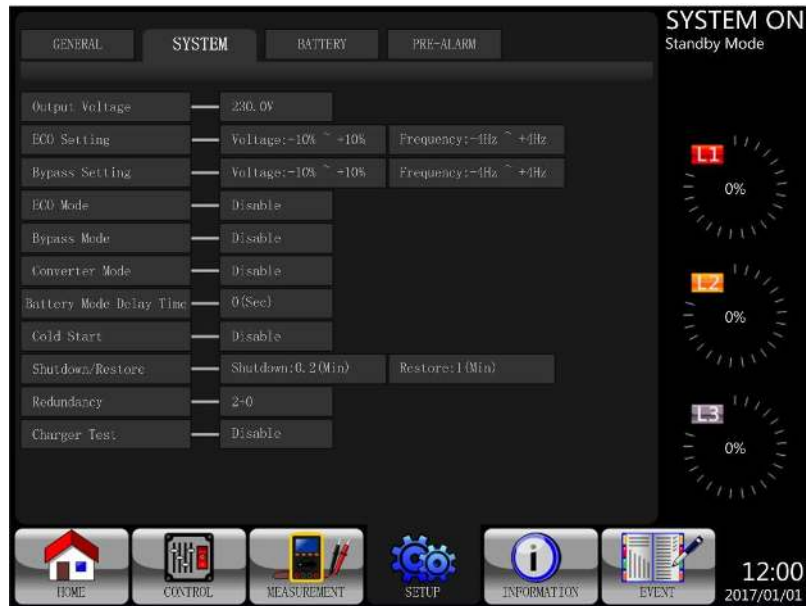 GENERAL SYSTEM BATTERY PRE-ALARM
SYSTEM ON
Standby Mode
Output Voltage 230.0V
ECO Setting Voltage:-10% ~ +10% Frequency:-4Hz ~ +4Hz
Bypass Setting Voltage:-10% ~ +10% Frequency:-4Hz ~ +4Hz
ECO Mode Disable
Bypass Mode Disable
Converter Mode Disable
Battery Mode Delay Time 0(Sec)
Cold Start Disable
Shutdown/Restore Shutdown:0.2(Min) Restore:1(Min)
Redundancy 2+0
Charger Test Disable
L1
0%
L2
0%
L3
0%
HOME CONTROL MEASUREMENT SETUP INFORMATION EVENT
12:00
2017/01/01